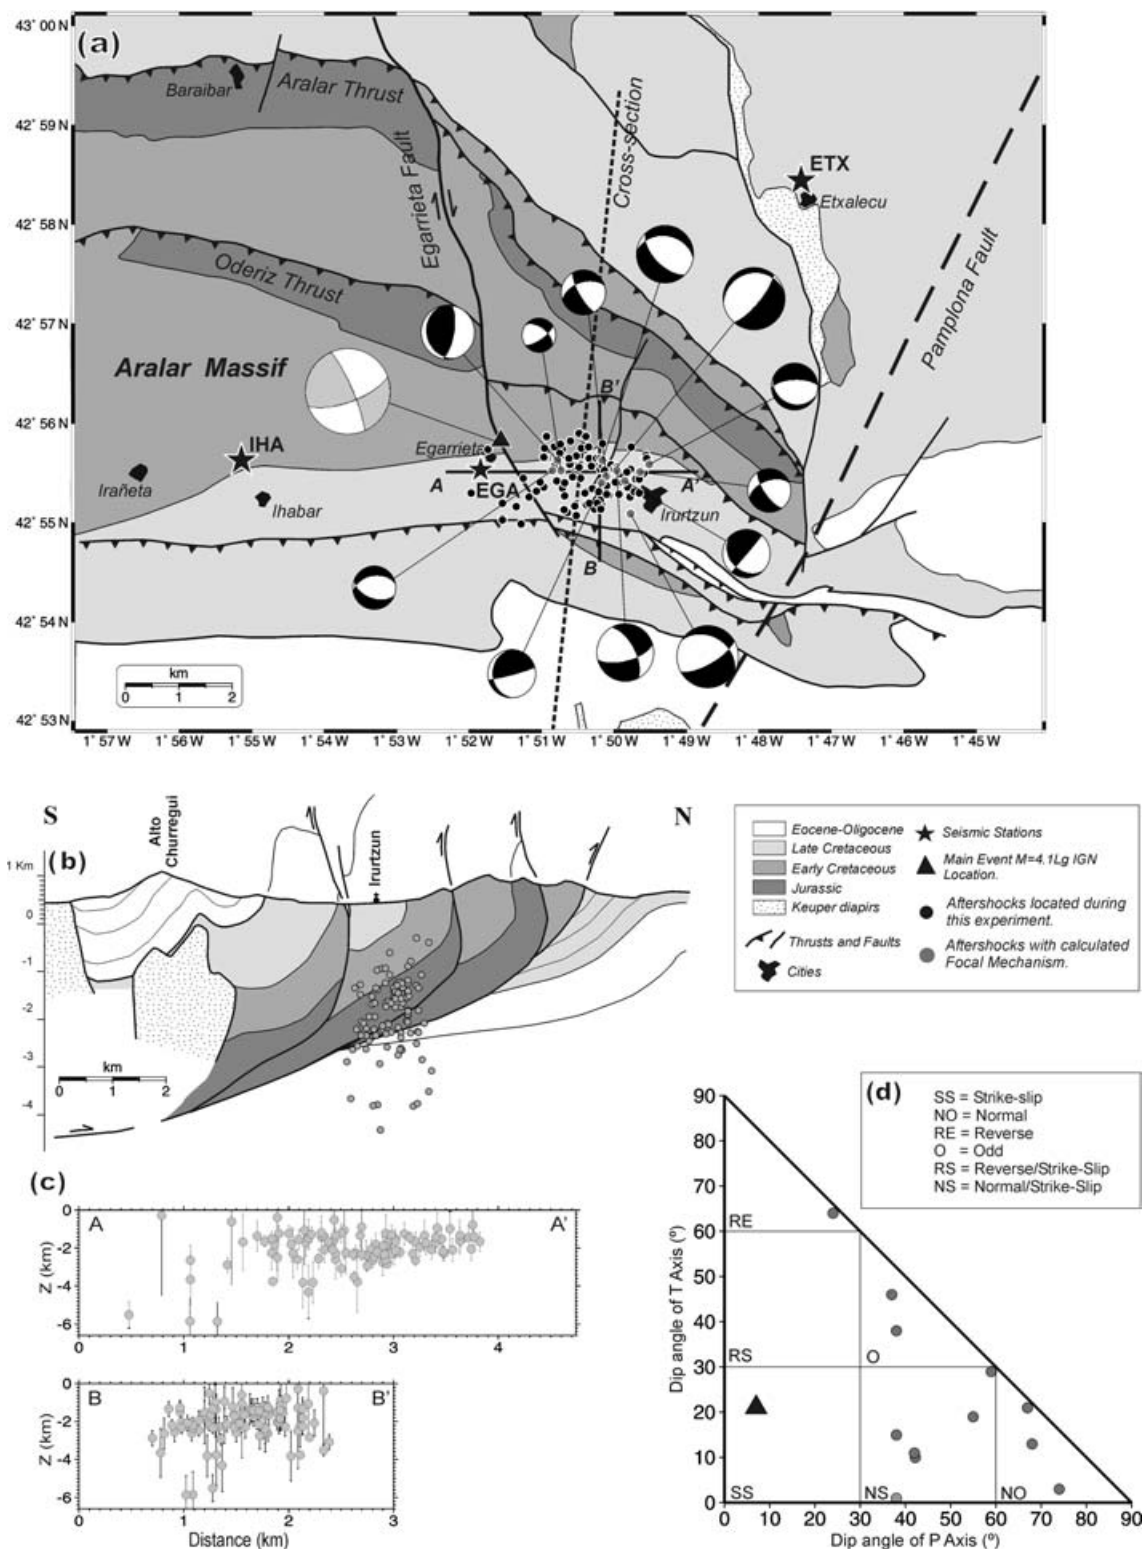 (a)
43° 00 N
42° 59 N
42° 58 N
42° 57 N
42° 56 N
42° 55 N
42° 54 N
42° 53 N
Baraibar
Aralar Thrust
Egarrieta Fault
Cross-section
ETX
Etxalecu
Pamplona Fault
Oderiz Thrust
Aralar Massif
IHA
Irañeta
Ihabar
Egarrieta
EGA
A
A'
B'
B
Irurtzun
km
0 1 2
1° 57 W 1° 56 W 1° 55 W 1° 54 W 1° 53 W 1° 52 W 1° 51 W 1° 50 W 1° 49 W 1° 48 W 1° 47 W 1° 46 W 1° 45 W
S
N
(b)
Alto
Churregui
Irurtzun
1 Km
0
-1
-2
-3
-4
km
0 1 2
Eocene-Oligocene
Late Cretaceous
Early Cretaceous
Jurassic
Keuper diapirs
Thrusts and Faults
Cities
Seismic Stations
Main Event M=4.1Lg IGN
Location.
Aftershocks located during
this experiment.
Aftershocks with calculated
Focal Mechanism.
(c)
A
A'
Z (km)
0
-2
-4
-6
0 1 2 3 4
B
B'
Z (km)
0
-2
-4
-6
0 1 2 3
Distance (km)
(d)
SS = Strike-slip
NO = Normal
RE = Reverse
O = Odd
RS = Reverse/Strike-Slip
NS = Normal/Strike-Slip
Dip angle of T Axis (º)
90
80
70
60
50
40
30
20
10
0
RE
RS
O
SS
NS
NO
0 10 20 30 40 50 60 70 80 90
Dip angle of P Axis (º)